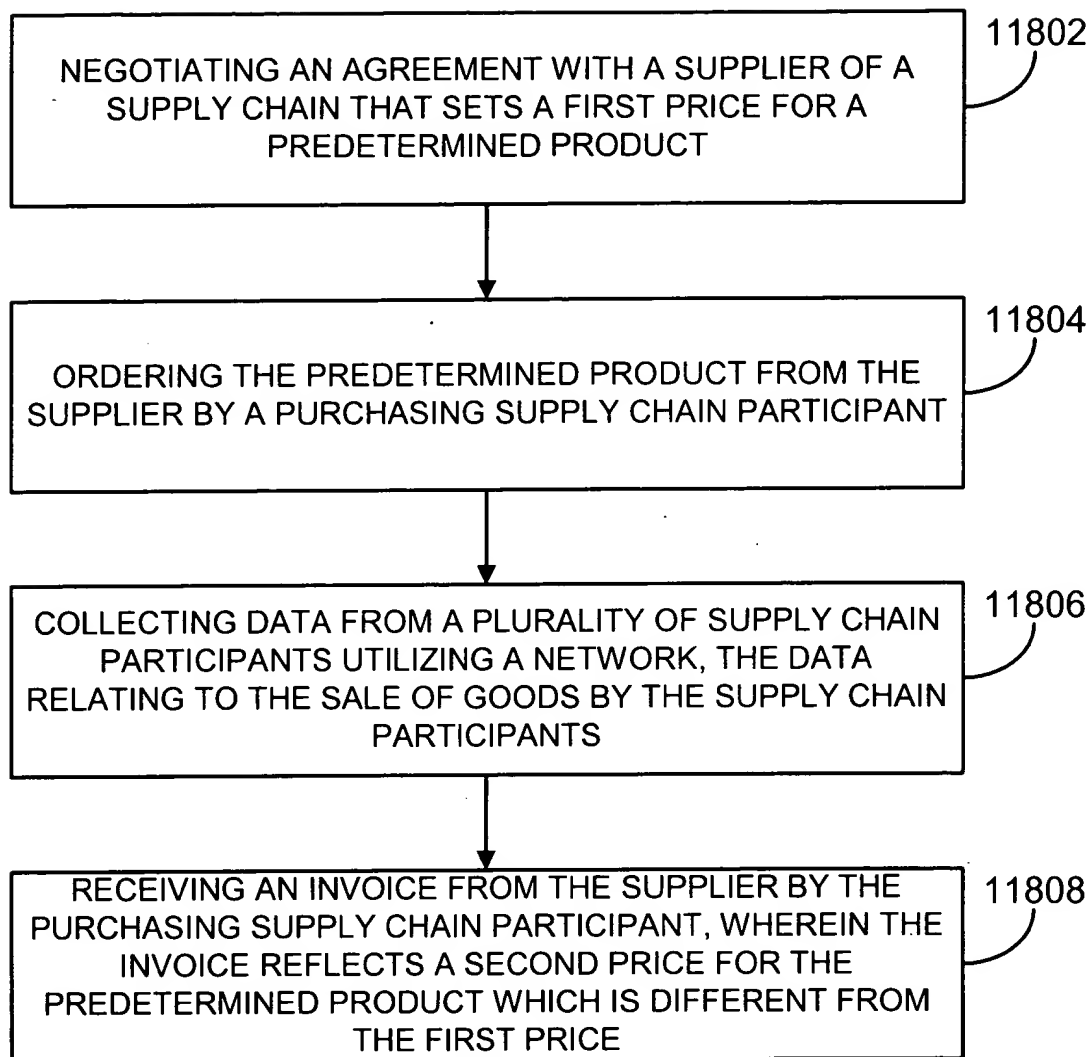 11802
NEGOTIATING AN AGREEMENT WITH A SUPPLIER OF A
SUPPLY CHAIN THAT SETS A FIRST PRICE FOR A
PREDETERMINED PRODUCT
11804
ORDERING THE PREDETERMINED PRODUCT FROM THE
SUPPLIER BY A PURCHASING SUPPLY CHAIN PARTICIPANT
11806
COLLECTING DATA FROM A PLURALITY OF SUPPLY CHAIN
PARTICIPANTS UTILIZING A NETWORK, THE DATA
RELATING TO THE SALE OF GOODS BY THE SUPPLY CHAIN
PARTICIPANTS
11808
RECEIVING AN INVOICE FROM THE SUPPLIER BY THE
PURCHASING SUPPLY CHAIN PARTICIPANT, WHEREIN THE
INVOICE REFLECTS A SECOND PRICE FOR THE
PREDETERMINED PRODUCT WHICH IS DIFFERENT FROM
THE FIRST PRICE